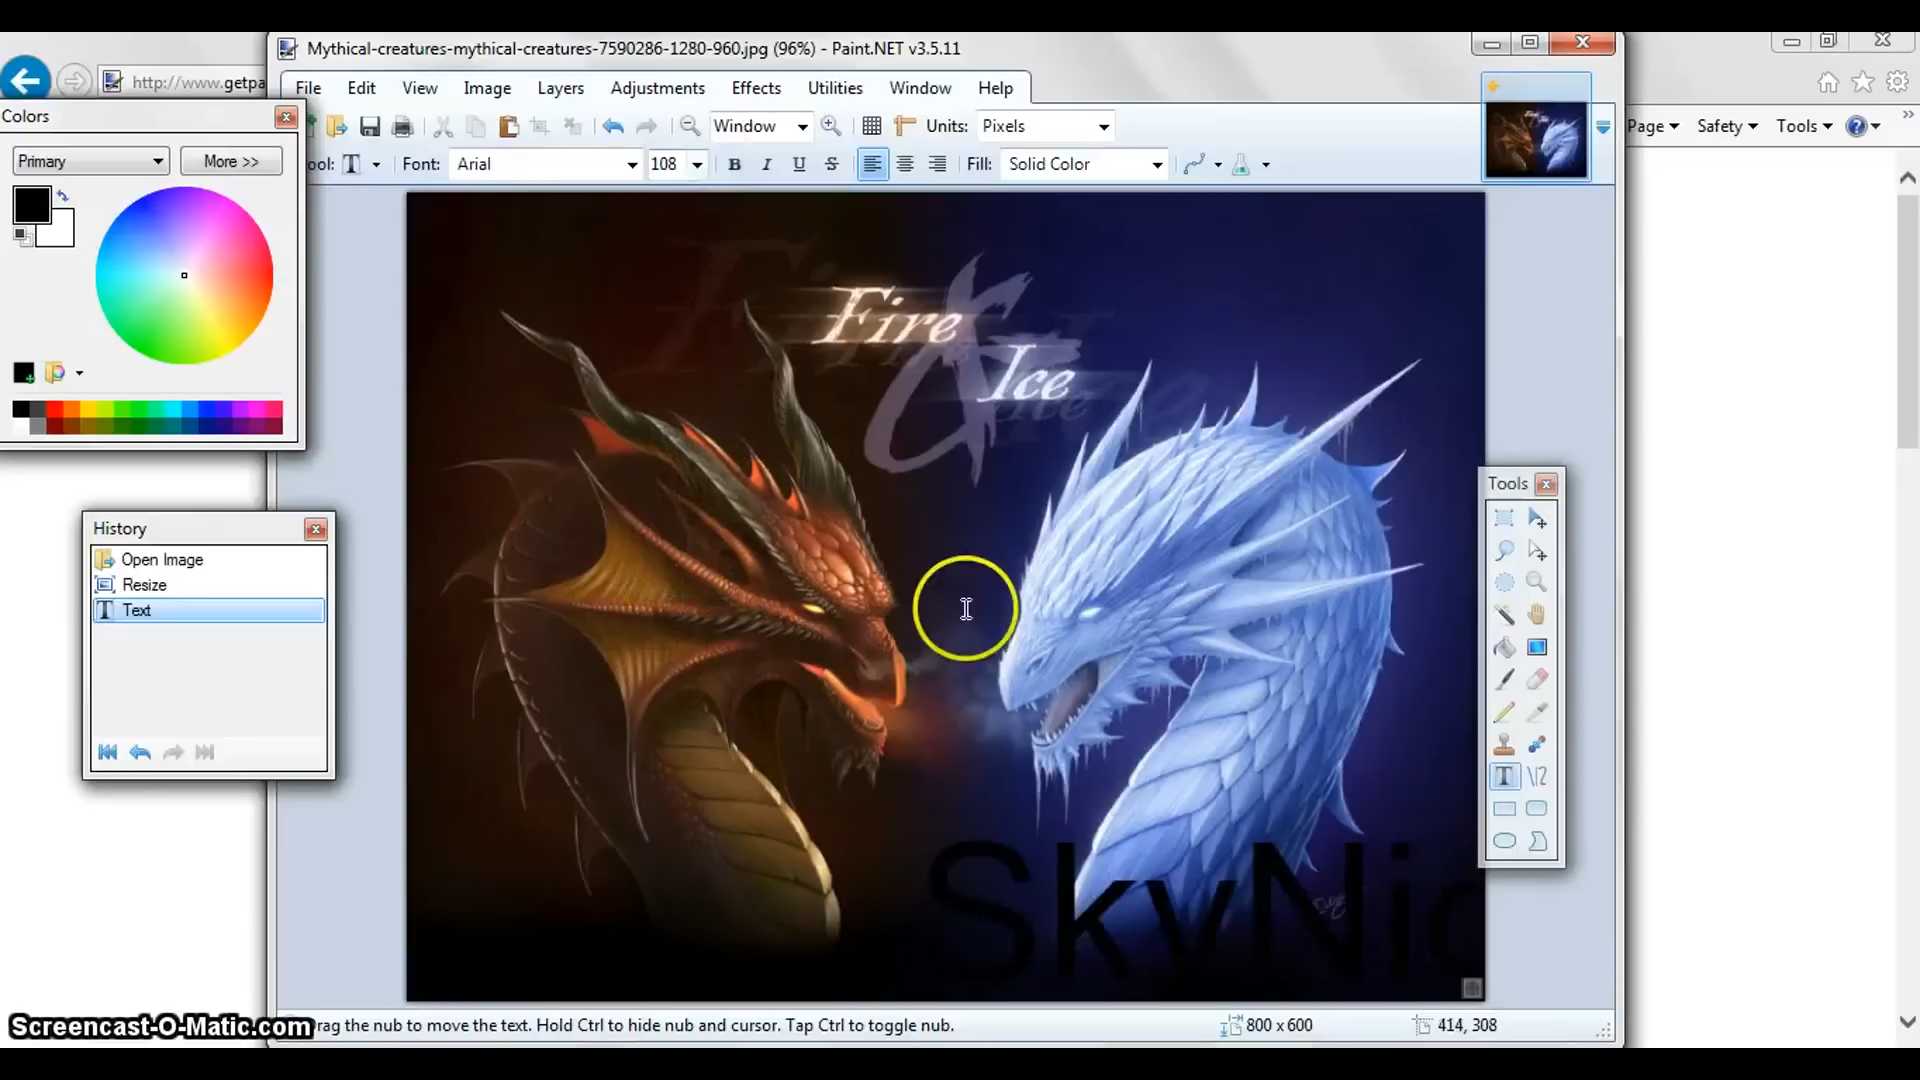 Mythical-creatures-mythical-creatures-7590286-1280-960.jpg (96%) - Paint.NET v3.5.11
http://www.getpa
File Edit View Image Layers Adjustments Effects Utilities Window Help
Page Safety Tools
Colors
Window Units: Pixels
Primary More >>
ool: Font: Arial 108 B I U S Fill: Solid Color
Fire
&
Ice
Tools
History
Open Image
Resize
Text
SkyNic
Screencast-O-Matic.com
rag the nub to move the text. Hold Ctrl to hide nub and cursor. Tap Ctrl to toggle nub.
800 x 600
414, 308